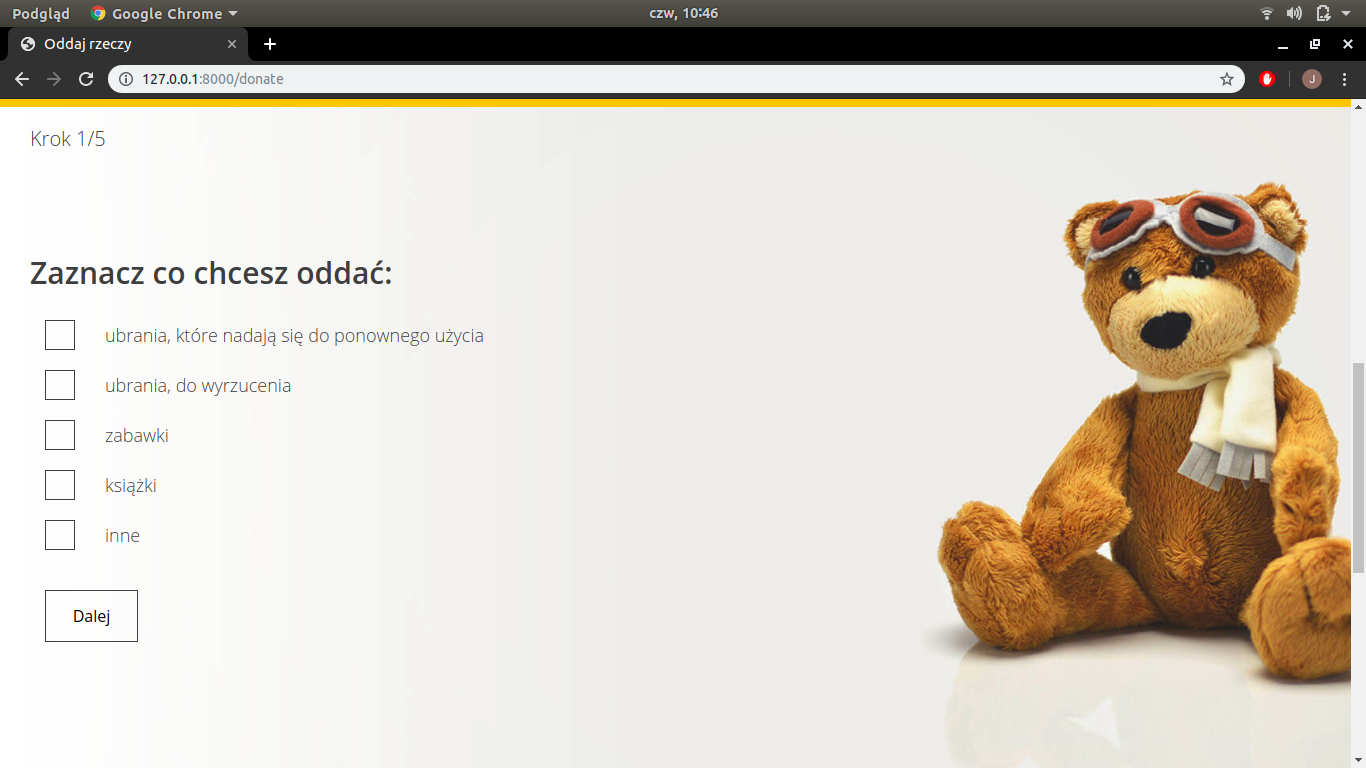 Podgląd Google Chrome czw, 10:46
Oddaj rzeczy
127.0.0.1:8000/donate J
Krok 1/5
Zaznacz co chcesz oddać:
ubrania, które nadają się do ponownego użycia
ubrania, do wyrzucenia
zabawki
książki
inne
Dalej